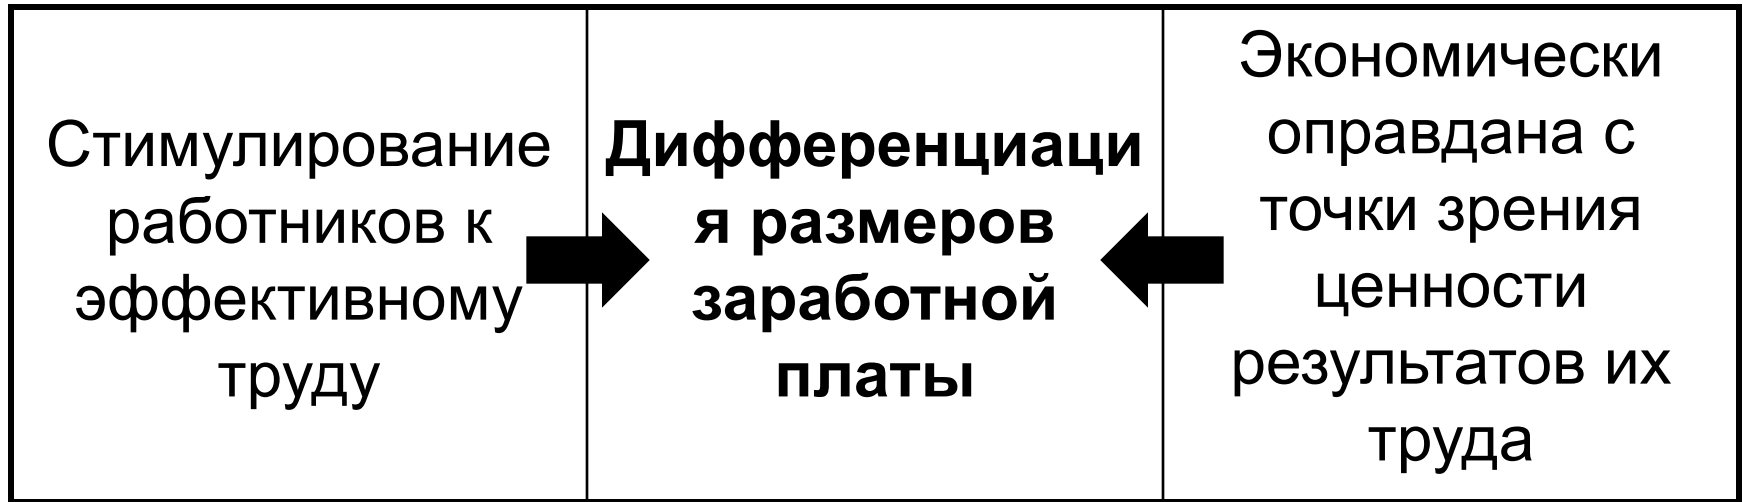 Стимулирование
работников к
эффективному
труду
Дифференциаци
я размеров
заработной
платы
Экономически
оправдана с
точки зрения
ценности
результатов их
труда